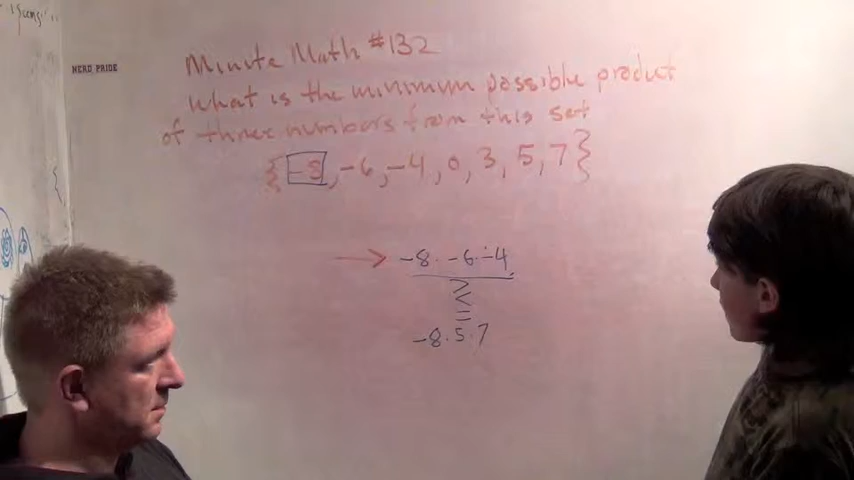 NERD PRIDE
Minute Math #132
What is the minimum possible product
of three numbers from this set
{-8, -6, -4, 0, 3, 5, 7}
→ -8 · -6 · -4
>
<
=
-8 · 5 · 7